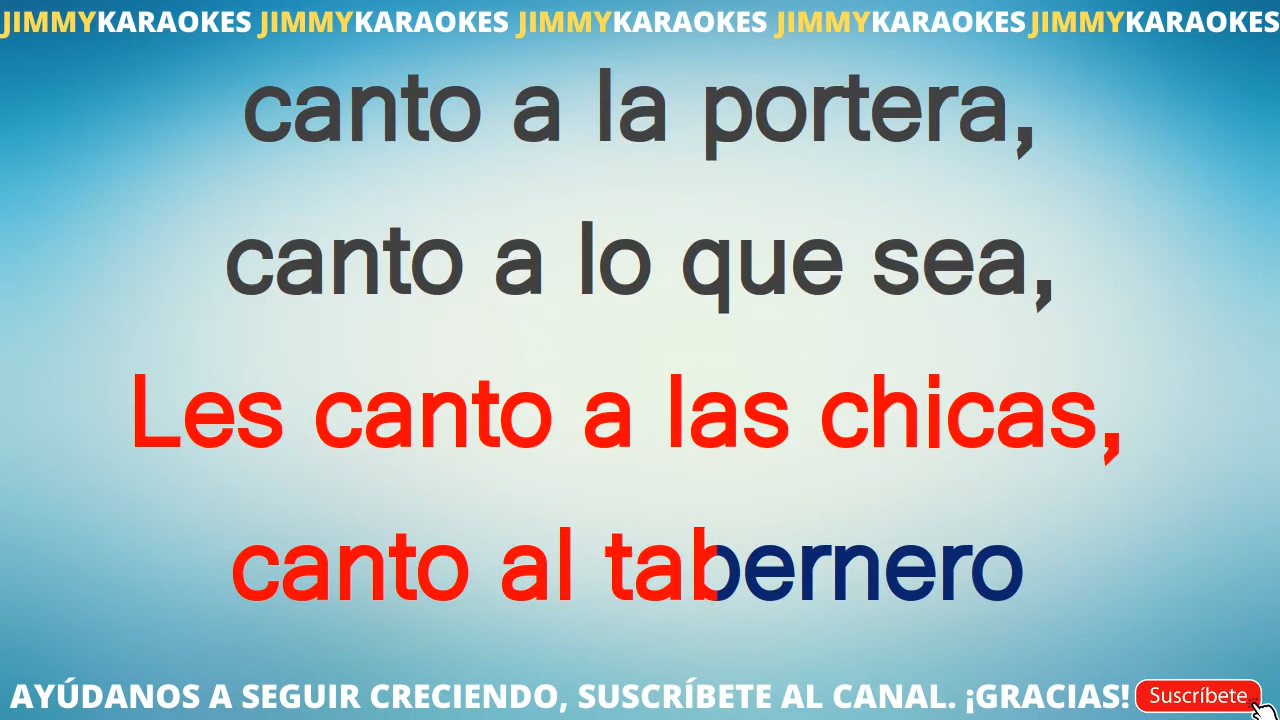 JIMMYKARAOKES JIMMYKARAOKES JIMMYKARAOKES JIMMYKARAOKES JIMMYKARAOKES
canto a la portera,
canto a lo que sea,
Les canto a las chicas,
canto al tabernero
AYÚDANOS A SEGUIR CRECIENDO, SUSCRÍBETE AL CANAL. ¡GRACIAS! Suscríbete